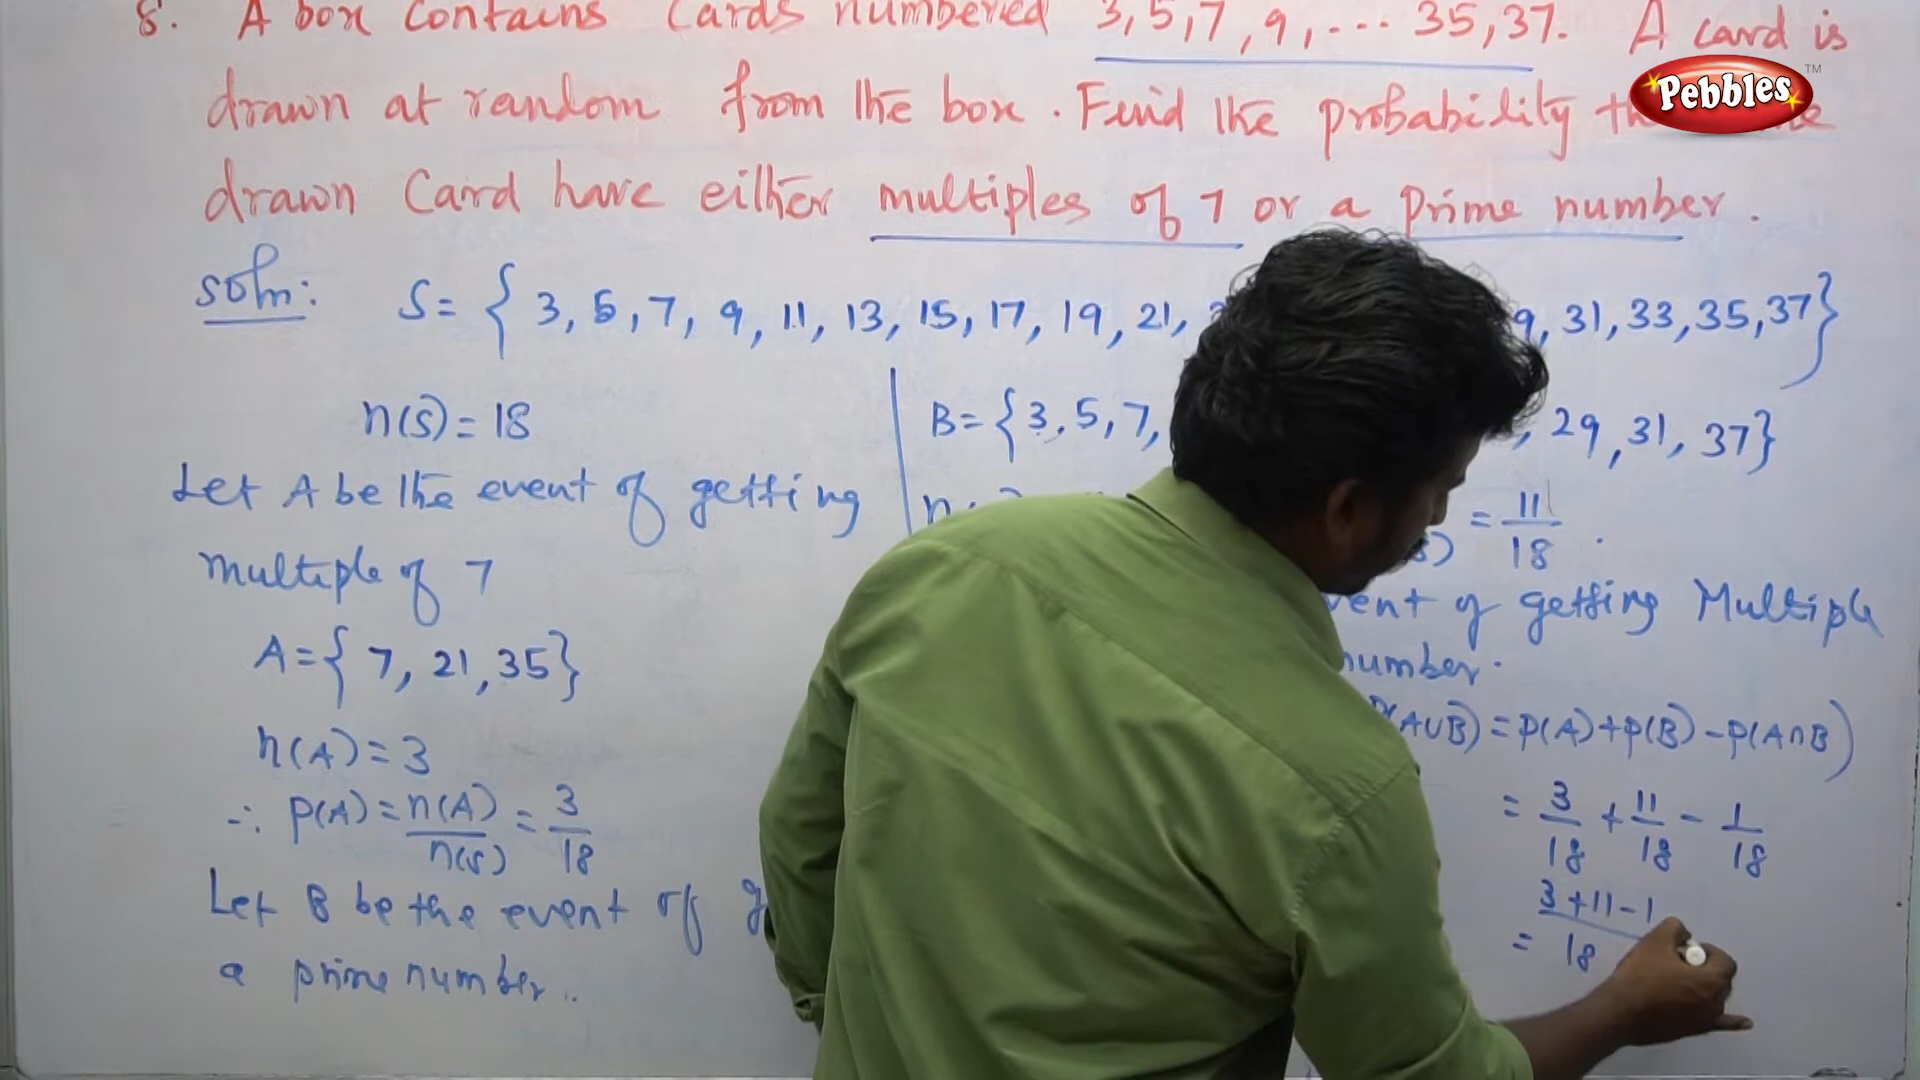 8. A box contains cards numbered 3, 5, 7, 9, ... 35, 37. A card is
Pebbles TM
drawn at random from the box. Find the probability
drawn Card have either multiples of 7 or a prime number.
soln: S = { 3, 5, 7, 9, 11, 13, 15, 17, 19, 21, 31, 33, 35, 37}
n(S) = 18
Let A be the event of getting
multiple of 7
A = { 7, 21, 35}
n(A) = 3
∴ P(A) = n(A)/n(S) = 3/18
Let B be the event of
a prime number.
B = {3, 5, 7, , 29, 31, 37}
= 11/18 .
of getting Multiple
number.
P(A∪B) = P(A) + P(B) - P(A∩B)
= 3/18 + 11/18 - 1/18
= 3+11-1/18